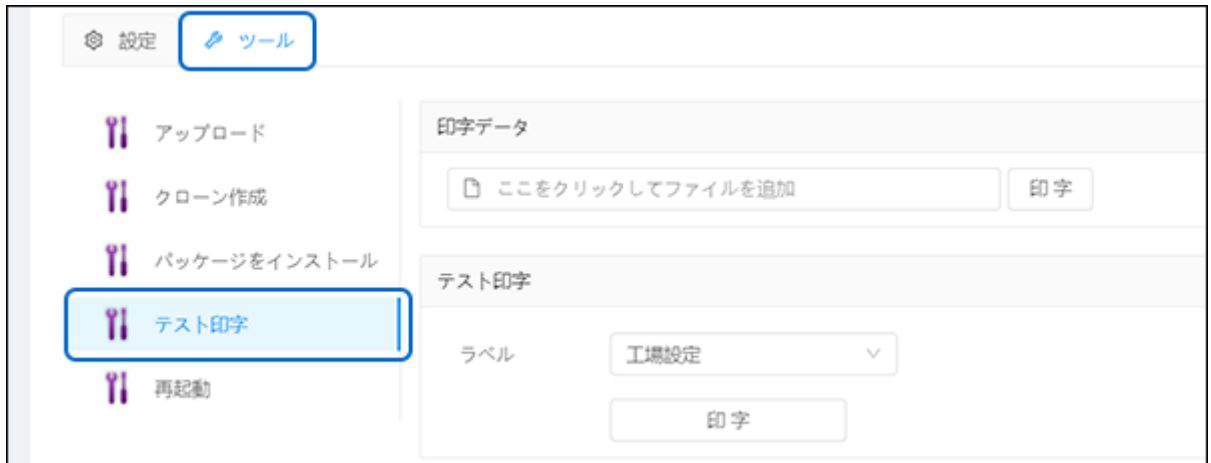 設定 ツール
アップロード
クローン作成
パッケージをインストール
テスト印字
再起動
印字データ
ここをクリックしてファイルを追加 印字
テスト印字
ラベル 工場設定
印字